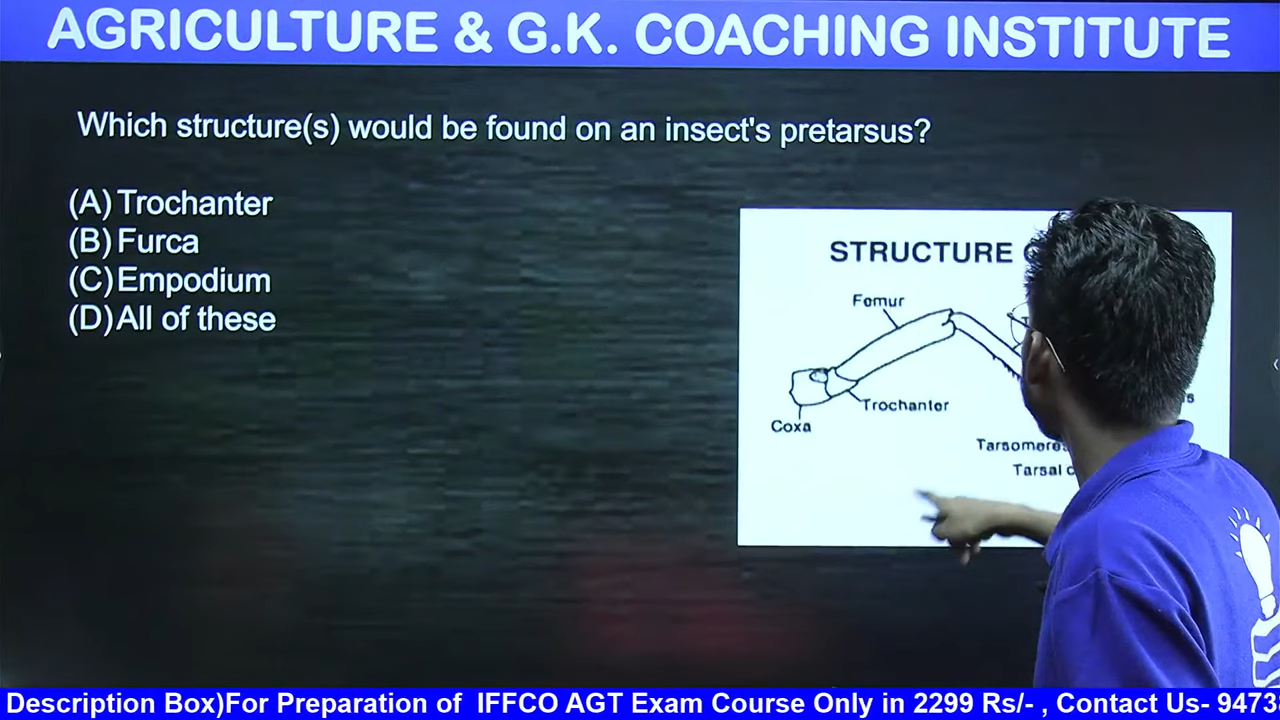 AGRICULTURE & G.K. COACHING INSTITUTE
Which structure(s) would be found on an insect's pretarsus?
(A) Trochanter
(B) Furca
(C) Empodium
(D) All of these
STRUCTURE
Femur
Trochanter
Coxa
Tarsomeres
Tarsal
Description Box)For Preparation of IFFCO AGT Exam Course Only in 2299 Rs/- , Contact Us- 9473